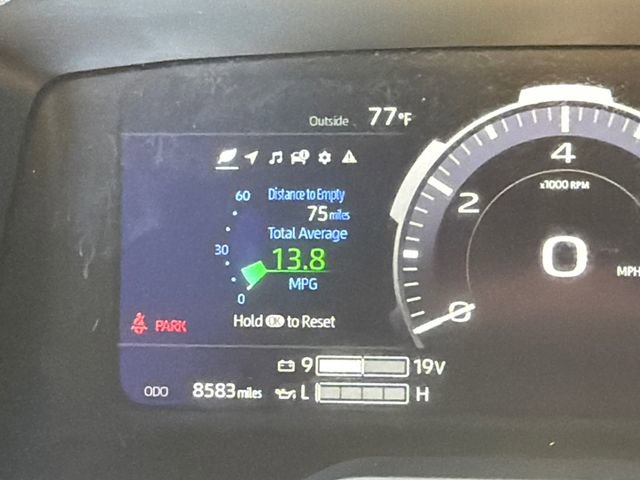 Outside 77°F
60
Distance to Empty
75 miles
Total Average
30
13.8
MPG
0
Hold OK to Reset
PARK
9 19V
ODO 8583 miles L H
4
x1000 RPM
2
0 MPH
0